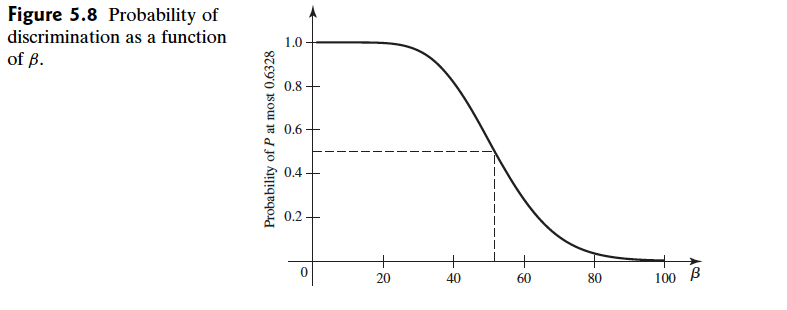 Figure 5.8 Probability of
discrimination as a function
of β.
Probability of P at most 0.6328
1.0
0.8
0.6
0.4
0.2
0
20
40
60
80
100
β